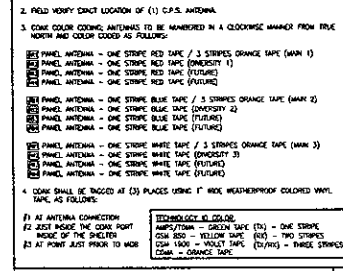 2. FIELD VERIFY EXACT LOCATION OF (1) G.P.S. ANTENNA.
3. COAX COLOR CODING; ANTENNAS TO BE NUMBERED IN A CLOCKWISE MANNER FROM TRUE
NORTH AND COLOR CODED AS FOLLOWS:
PANEL ANTENNA - ONE STRIPE RED TAPE / 3 STRIPES ORANGE TAPE (MAIN 1)
PANEL ANTENNA - ONE STRIPE RED TAPE (DIVERSITY 1)
PANEL ANTENNA - ONE STRIPE RED TAPE (FUTURE)
PANEL ANTENNA - ONE STRIPE RED TAPE (FUTURE)
PANEL ANTENNA - ONE STRIPE BLUE TAPE / 3 STRIPES ORANGE TAPE (MAIN 2)
PANEL ANTENNA - ONE STRIPE BLUE TAPE (DIVERSITY 2)
PANEL ANTENNA - ONE STRIPE BLUE TAPE (FUTURE)
PANEL ANTENNA - ONE STRIPE BLUE TAPE (FUTURE)
PANEL ANTENNA - ONE STRIPE WHITE TAPE / 3 STRIPES ORANGE TAPE (MAIN 3)
PANEL ANTENNA - ONE STRIPE WHITE TAPE (DIVERSITY 3)
PANEL ANTENNA - ONE STRIPE WHITE TAPE (FUTURE)
PANEL ANTENNA - ONE STRIPE WHITE TAPE (FUTURE)
4. COAX SHALL BE TAGGED AT (3) PLACES USING 1" WIDE WEATHERPROOF COLORED VINYL
TAPE, AS FOLLOWS:
#1 AT ANTENNA CONNECTION
#2 JUST INSIDE THE COAX PORT
INSIDE OF THE SHELTER
#3 AT POINT JUST PRIOR TO MCB
TECHNOLOGY ID COLOR
AMPS/TDMA - GREEN TAPE (TX) - ONE STRIPE
GSM 850 - YELLOW TAPE (RX) - TWO STRIPES
GSM 1900 - VIOLET TAPE (TX/RX) - THREE STRIPES
CDMA - ORANGE TAPE